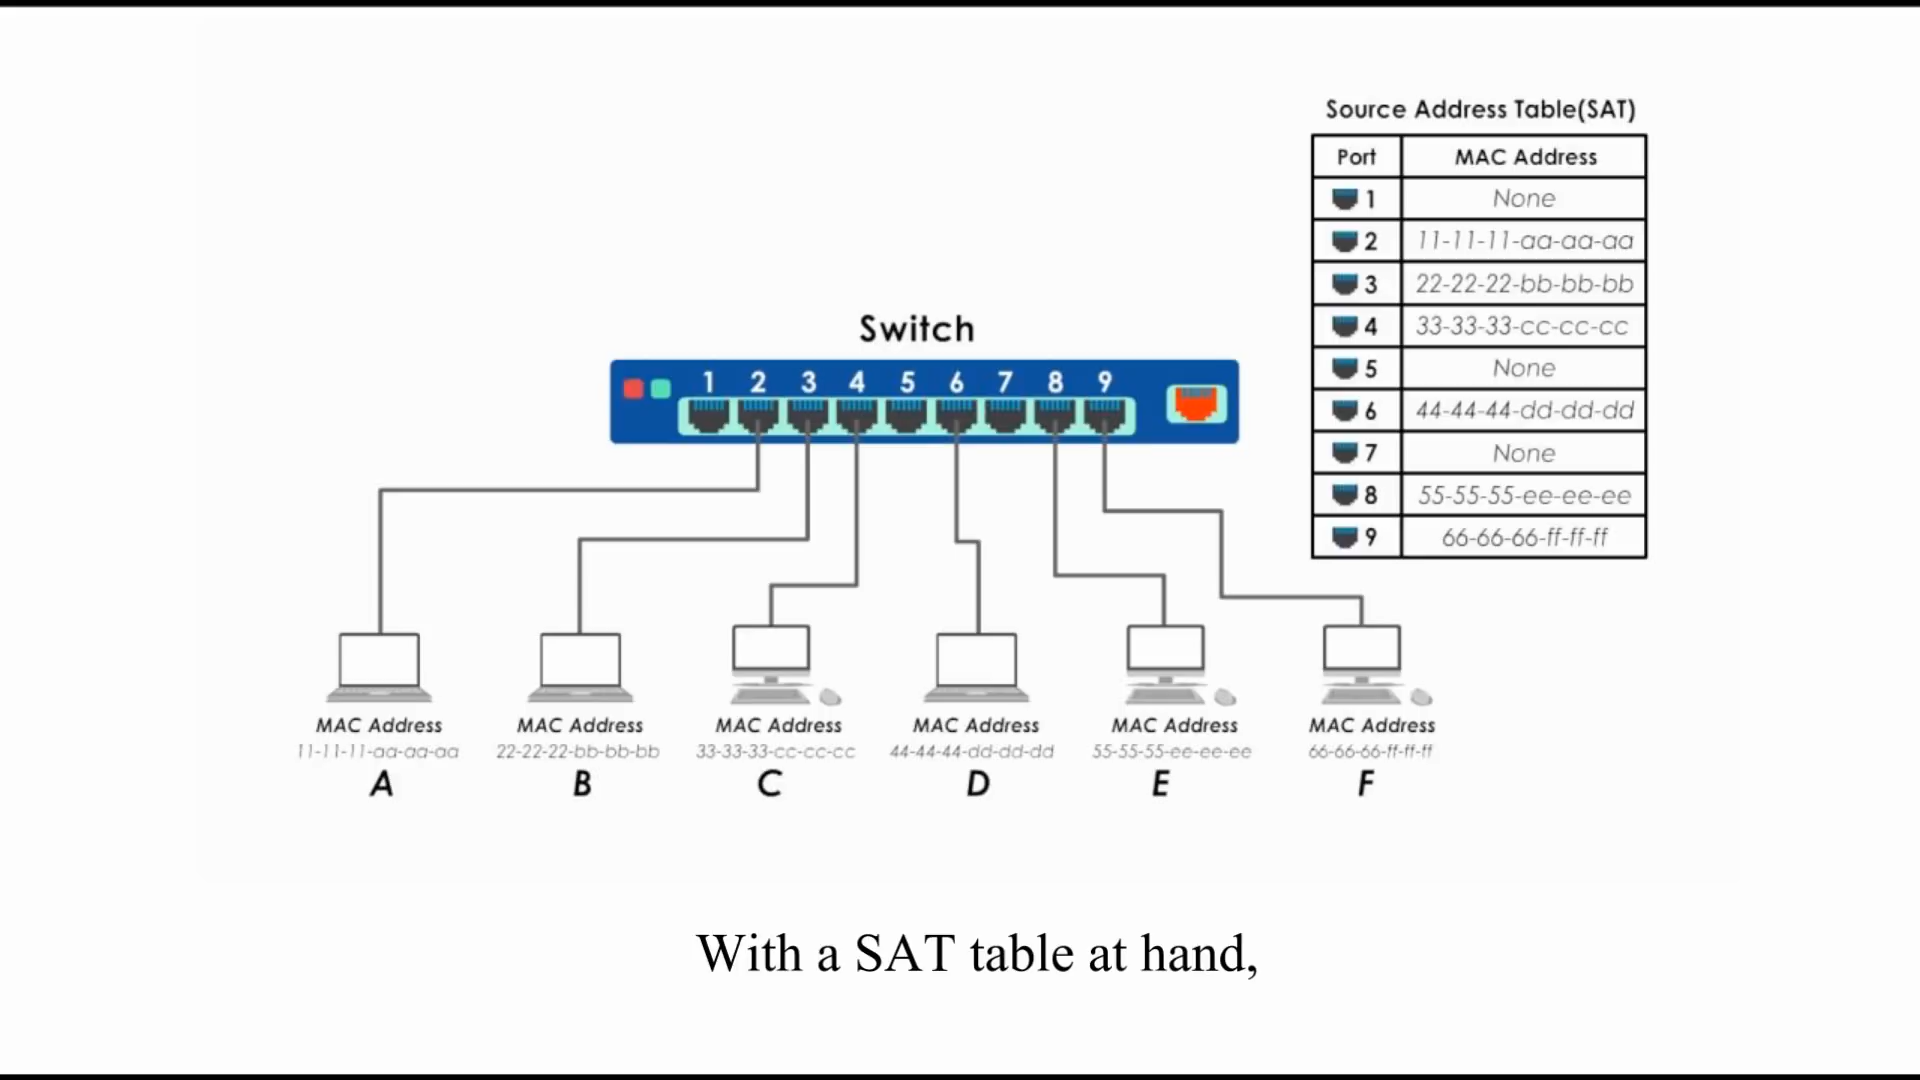 Source Address Table(SAT)
Port MAC Address
1 None
2 11-11-11-aa-aa-aa
3 22-22-22-bb-bb-bb
4 33-33-33-cc-cc-cc
5 None
6 44-44-44-dd-dd-dd
7 None
8 55-55-55-ee-ee-ee
9 66-66-66-ff-ff-ff
Switch
1 2 3 4 5 6 7 8 9
MAC Address MAC Address MAC Address MAC Address MAC Address MAC Address
11-11-11-aa-aa-aa 22-22-22-bb-bb-bb 33-33-33-cc-cc-cc 44-44-44-dd-dd-dd 55-55-55-ee-ee-ee 66-66-66-ff-ff-ff
A B C D E F
With a SAT table at hand,